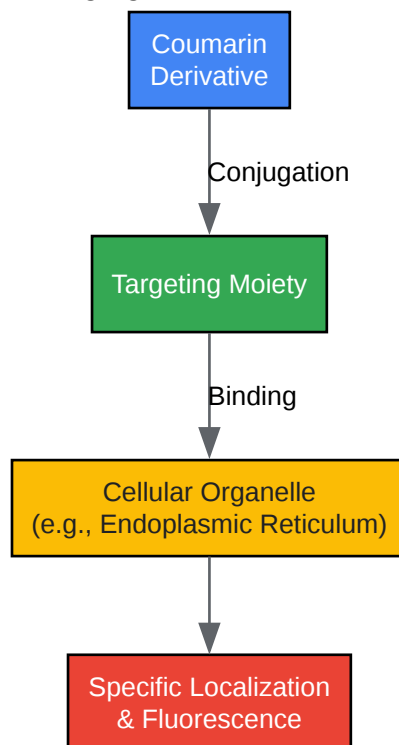 Coumarin
Derivative
Conjugation
Targeting Moiety
Binding
Cellular Organelle
(e.g., Endoplasmic Reticulum)
Specific Localization
& Fluorescence